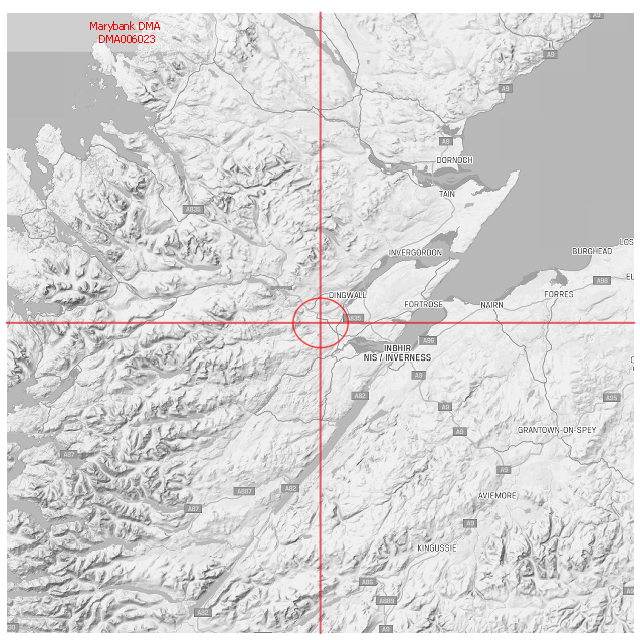 Marybank DMA
DMA006023
A9
A9
A9
A9
DORNOCH
TAIN
A835
LOS
BURGHEAD
INVERGORDON
EL
A96
FORRES
DINGWALL
FORTROSE
NAIRN
A835
A96
INBHIR
NIS / INVERNESS
A9
A82
A95
A9
A9
GRANTOWN-ON-SPEY
A87
A9
A887
A82
AVIEMORE
A87
A9
KINGUSSIE
A86
A889
A82
A9